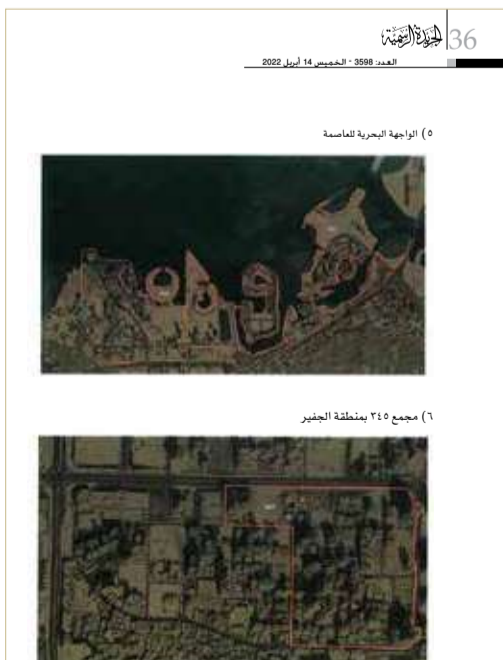 36
الجريدة الرسمية
العدد: 3598 - الخميس 14 أبريل 2022
٥) الواجهة البحرية للعاصمة
٦) مجمع ٣٤٥ بمنطقة الجفير